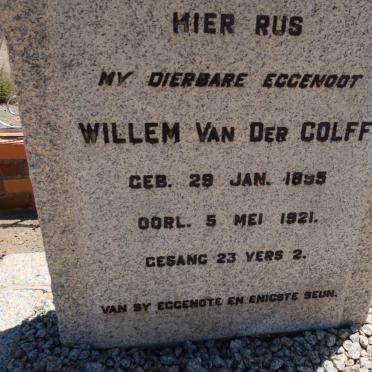 HIER RUS
MY DIERBARE EGGENOOT
WILLEM VAN DER COLFF
GEB. 29 JAN. 1895
OORL. 5 MEI 1921.
GESANG 23 VERS 2.
VAN SY EGGENOTE EN ENIGSTE SEUN.